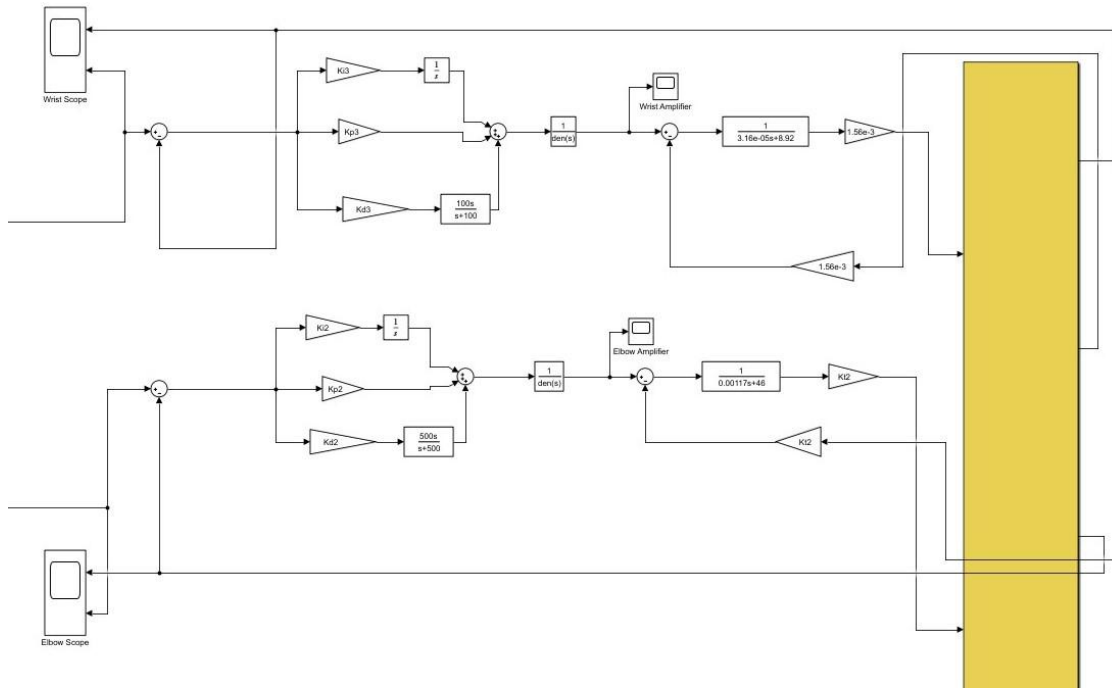 Wrist Scope
Ki3
1
s
Kp3
Kd3
100s
s+100
1
den(s)
Wrist Amplifier
1
3.16e-05s+8.92
1.56e-3
1.56e-3
Ki2
1
s
Kp2
Kd2
500s
s+500
1
den(s)
Elbow Amplifier
1
0.00117s+46
Kt2
Kt2
Elbow Scope